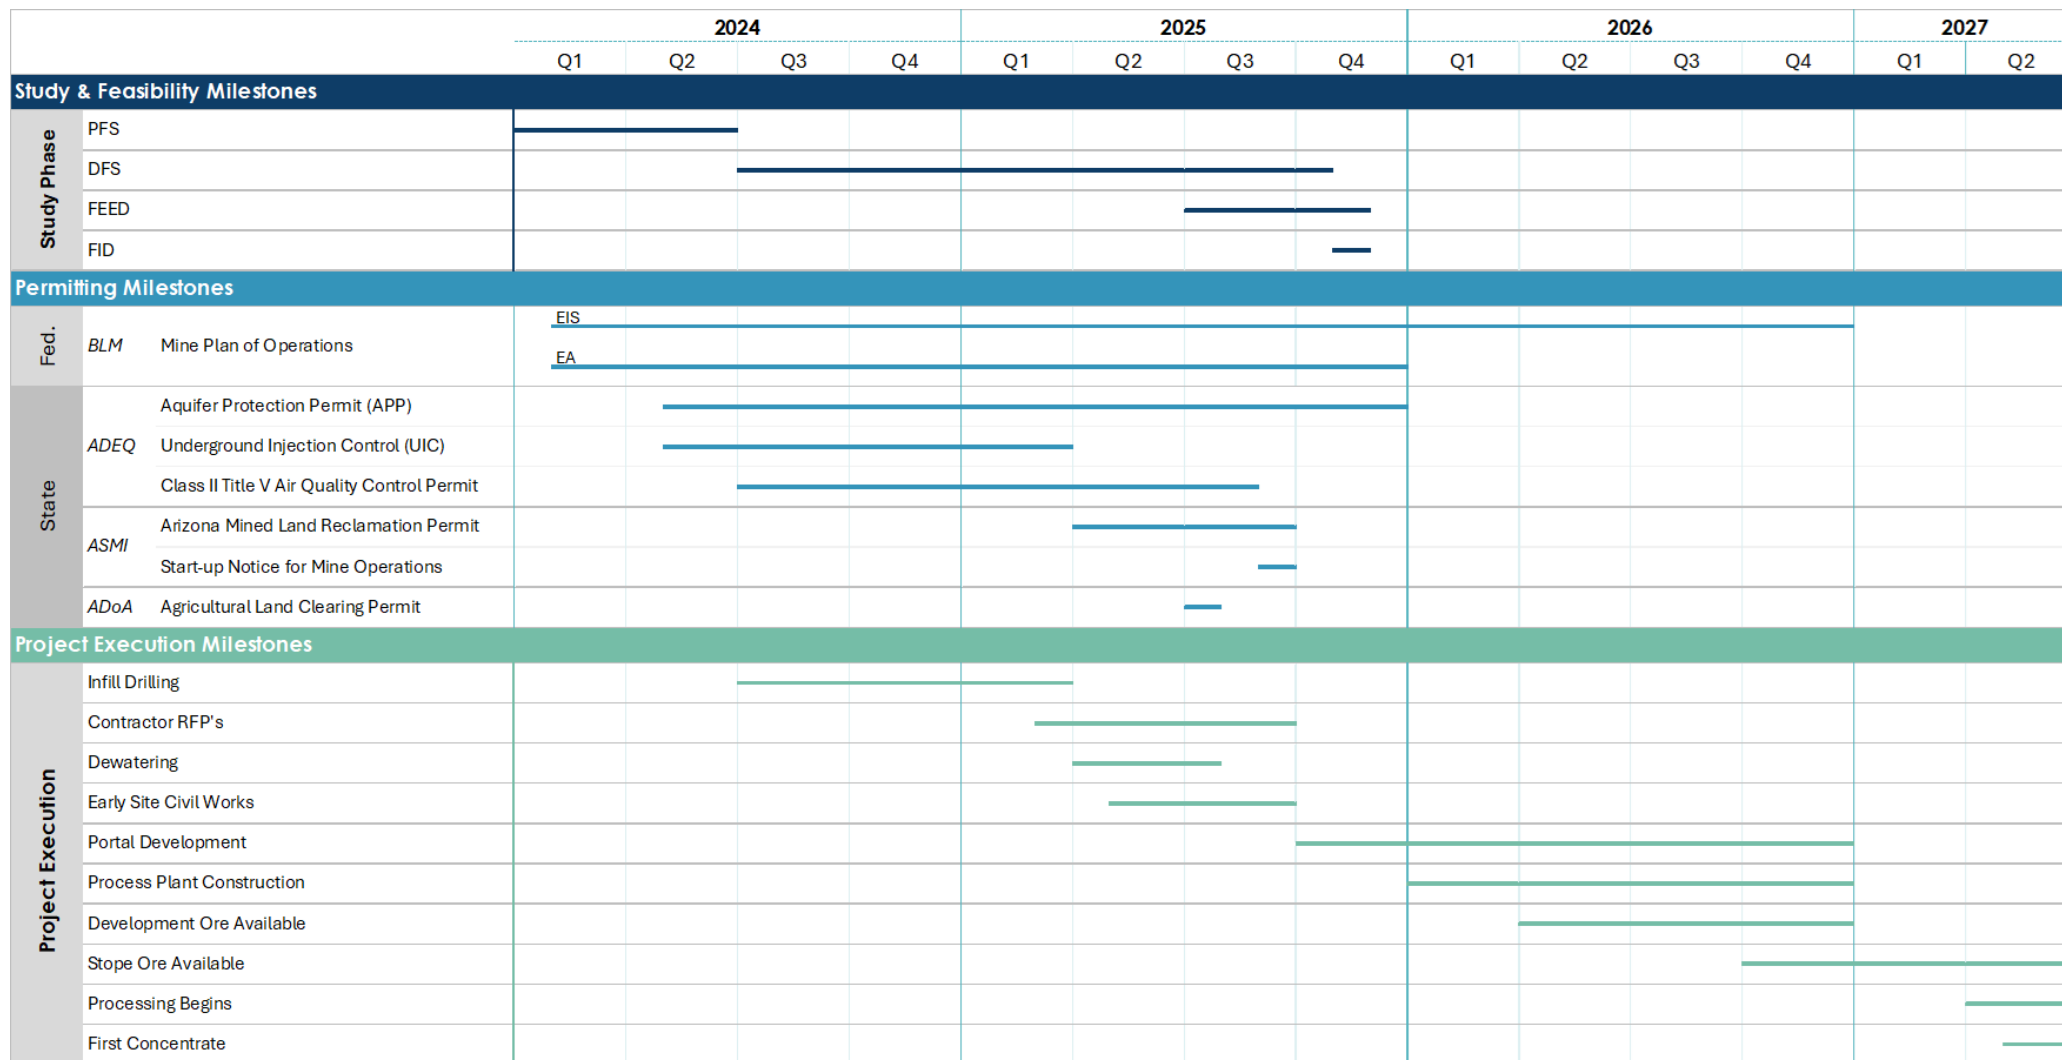 2024 2025 2026 2027
Q1 Q2 Q3 Q4 Q1 Q2 Q3 Q4 Q1 Q2 Q3 Q4 Q1 Q2
Study & Feasibility Milestones
Study Phase
PFS
DFS
FEED
FID
Permitting Milestones
Fed.
BLM Mine Plan of Operations
EIS
EA
State
ADEQ
Aquifer Protection Permit (APP)
Underground Injection Control (UIC)
Class II Title V Air Quality Control Permit
ASMI
Arizona Mined Land Reclamation Permit
Start-up Notice for Mine Operations
ADoA Agricultural Land Clearing Permit
Project Execution Milestones
Project Execution
Infill Drilling
Contractor RFP's
Dewatering
Early Site Civil Works
Portal Development
Process Plant Construction
Development Ore Available
Stope Ore Available
Processing Begins
First Concentrate